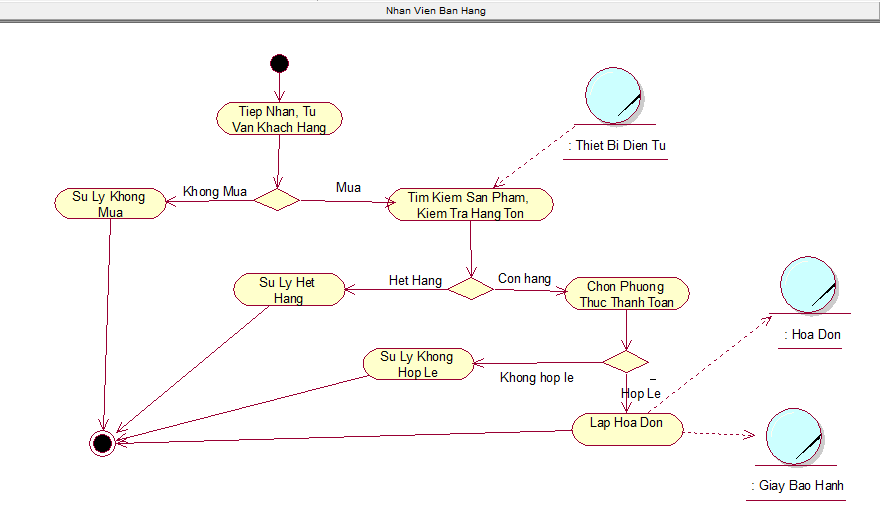 Nhan Vien Ban Hang
Tiep Nhan, Tu
Van Khach Hang
: Thiet Bi Dien Tu
Khong Mua
Mua
Su Ly Khong
Mua
Tim Kiem San Pham,
Kiem Tra Hang Ton
Het Hang
Con hang
Su Ly Het
Hang
Chon Phuong
Thuc Thanh Toan
: Hoa Don
Su Ly Khong
Hop Le
Khong hop le
Hop Le
Lap Hoa Don
: Giay Bao Hanh